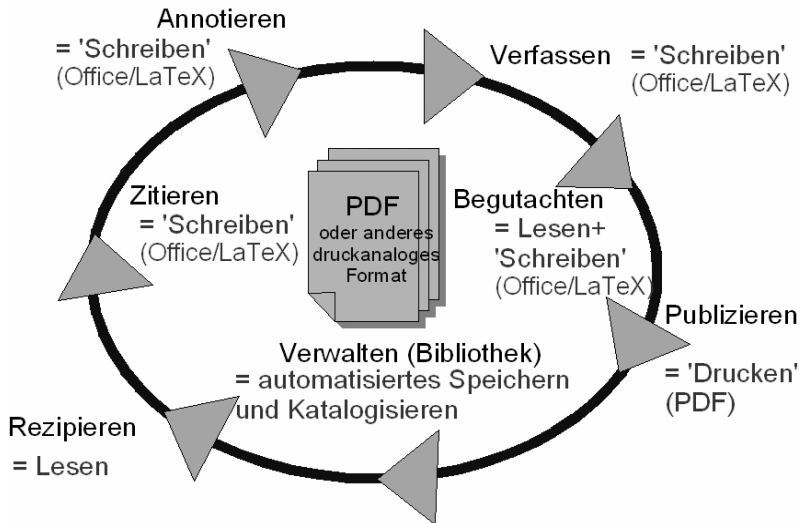 Annotieren
= 'Schreiben'
(Office/LaTeX)
Verfassen = 'Schreiben'
(Office/LaTeX)
Zitieren
= 'Schreiben'
(Office/LaTeX)
PDF
oder anderes
druckanaloges
Format
Begutachten
= Lesen+
'Schreiben'
(Office/LaTeX)
Publizieren
= 'Drucken'
(PDF)
Verwalten (Bibliothek)
= automatisiertes Speichern
und Katalogisieren
Rezipieren
= Lesen